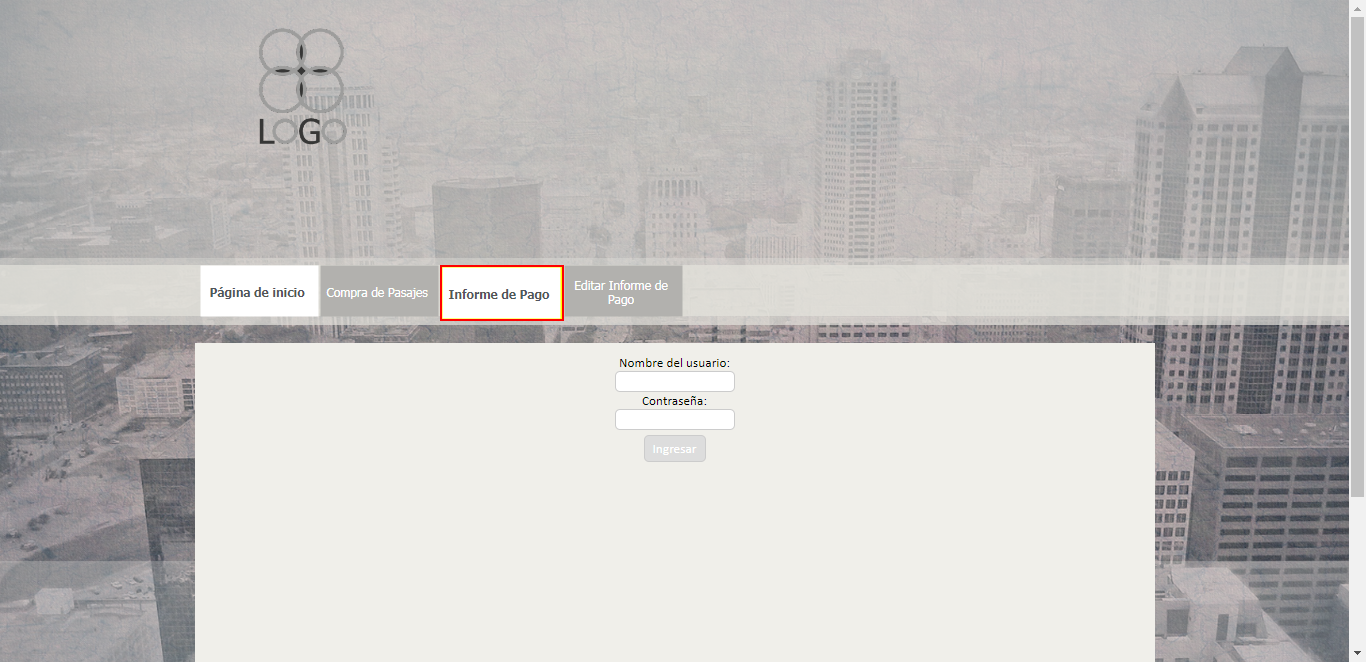 LOGO
Página de inicio
Compra de Pasajes
Informe de Pago
Editar Informe de
Pago
Nombre del usuario:
Contraseña:
Ingresar